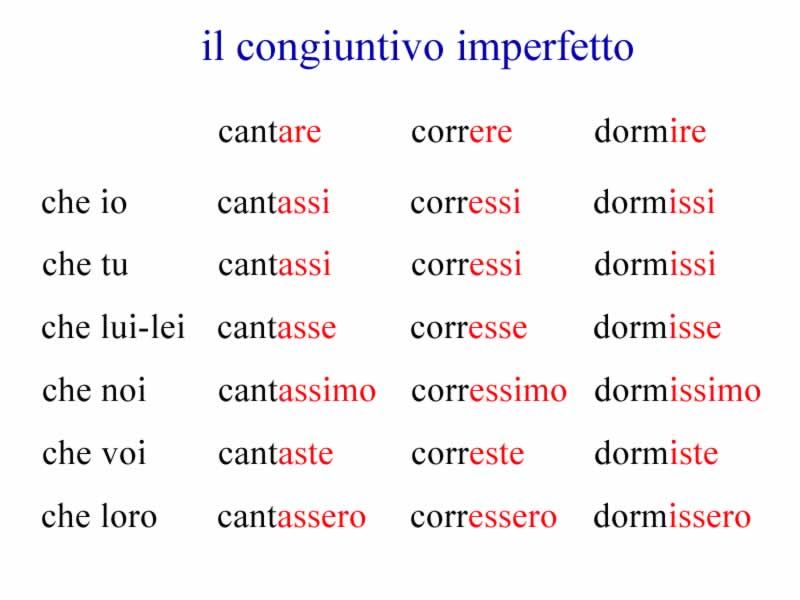 il congiuntivo imperfetto
cantare correre dormire
che io cantassi corressi dormissi
che tu cantassi corressi dormissi
che lui-lei cantasse corresse dormisse
che noi cantassimo corressimo dormissimo
che voi cantaste correste dormiste
che loro cantassero corressero dormissero